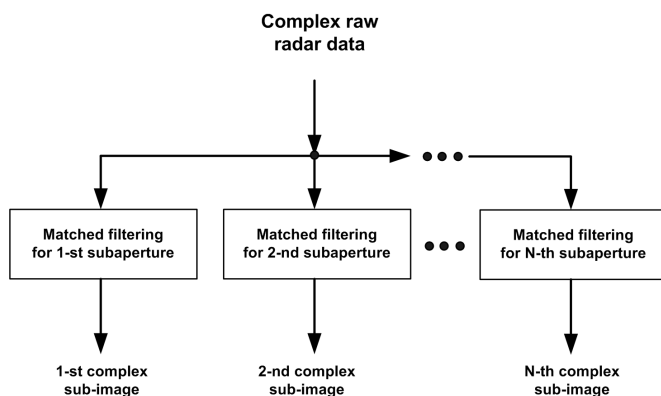 Complex raw
radar data
Matched filtering
for 1-st subaperture
Matched filtering
for 2-nd subaperture
Matched filtering
for N-th subaperture
1-st complex
sub-image
2-nd complex
sub-image
N-th complex
sub-image